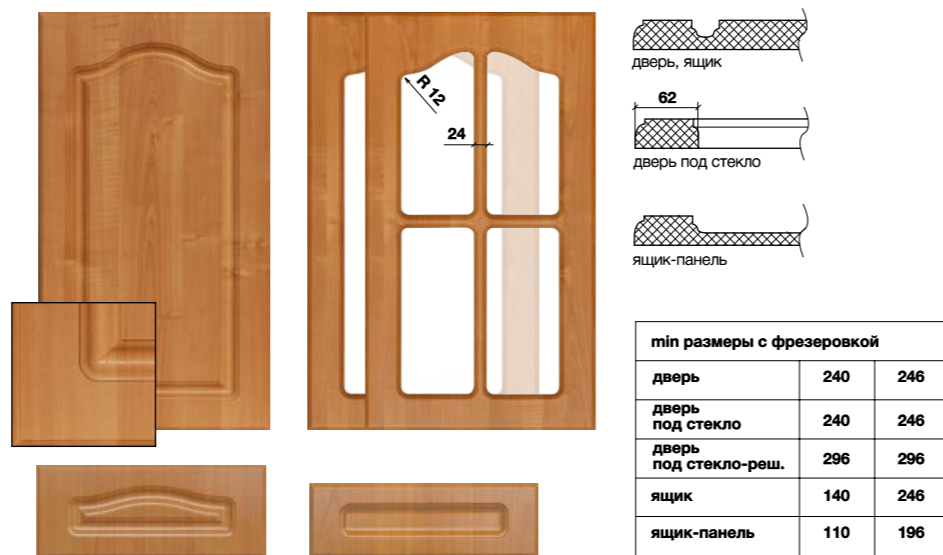 дверь, ящик
R 12
62
24
дверь под стекло
ящик-панель
min размеры с фрезеровкой
дверь 240 246
дверь
под стекло 240 246
дверь
под стекло-реш. 296 296
ящик 140 246
ящик-панель 110 196